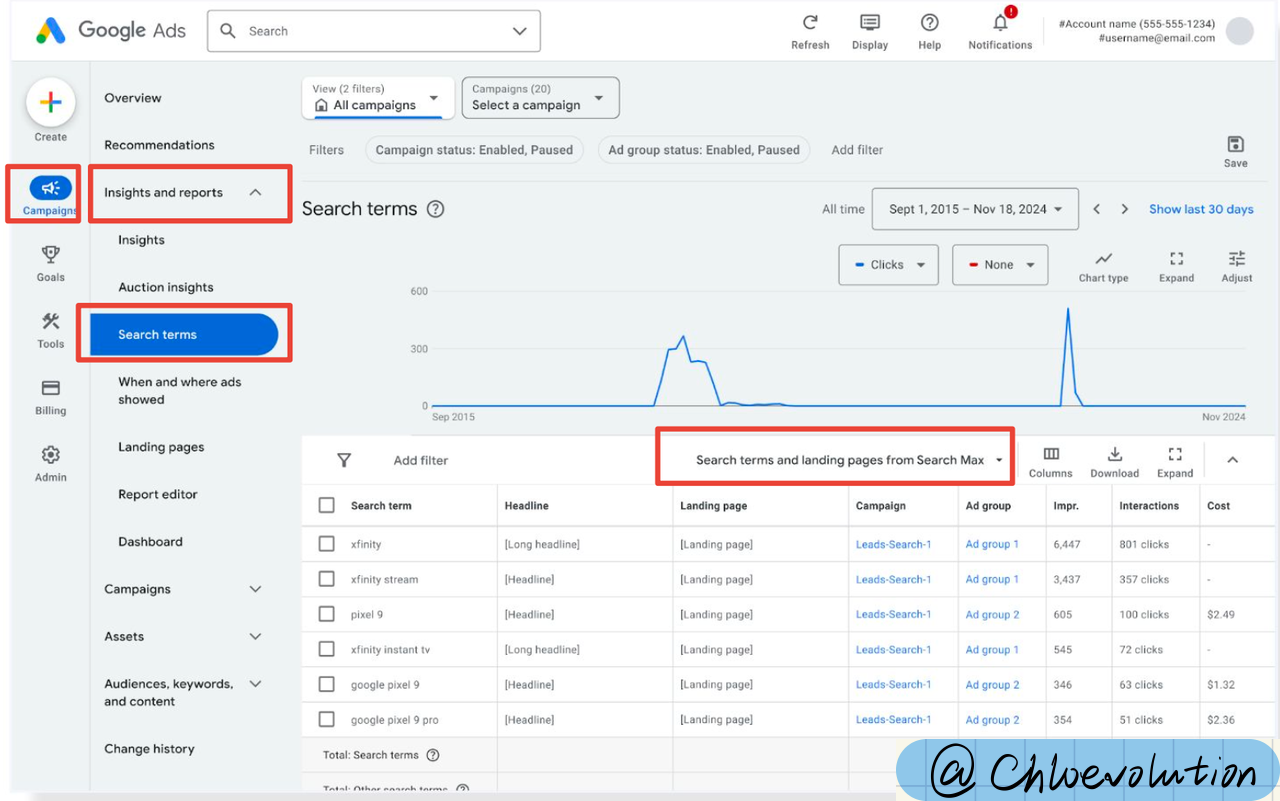 Google Ads
Search
Refresh
Display
Help
!
Notifications
#Account name (555-555-1234)
#username@email.com
Create
Campaigns
Goals
Tools
Billing
Admin
Overview
Recommendations
Insights and reports
Insights
Auction insights
Search terms
When and where ads
showed
Landing pages
Report editor
Dashboard
Campaigns
Assets
Audiences, keywords,
and content
Change history
View (2 filters)
All campaigns
Campaigns (20)
Select a campaign
Filters
Campaign status: Enabled, Paused
Ad group status: Enabled, Paused
Add filter
Save
Search terms ?
All time
Sept 1, 2015 – Nov 18, 2024
Show last 30 days
Clicks
None
Chart type
Expand
Adjust
600
300
0
Sep 2015
Nov 2024
Add filter
Search terms and landing pages from Search Max
Columns
Download
Expand
Search term Headline Landing page Campaign Ad group Impr. Interactions Cost
xfinity [Long headline] [Landing page] Leads-Search-1 Ad group 1 6,447 801 clicks -
xfinity stream [Headline] [Landing page] Leads-Search-1 Ad group 1 3,437 357 clicks -
pixel 9 [Headline] [Landing page] Leads-Search-1 Ad group 2 605 100 clicks $2.49
xfinity instant tv [Long headline] [Landing page] Leads-Search-1 Ad group 1 545 72 clicks -
google pixel 9 [Headline] [Landing page] Leads-Search-1 Ad group 2 346 63 clicks $1.32
google pixel 9 pro [Headline] [Landing page] Leads-Search-1 Ad group 2 354 51 clicks $2.36
Total: Search terms ?
Total: Other search terms ?
@ Chloevolution